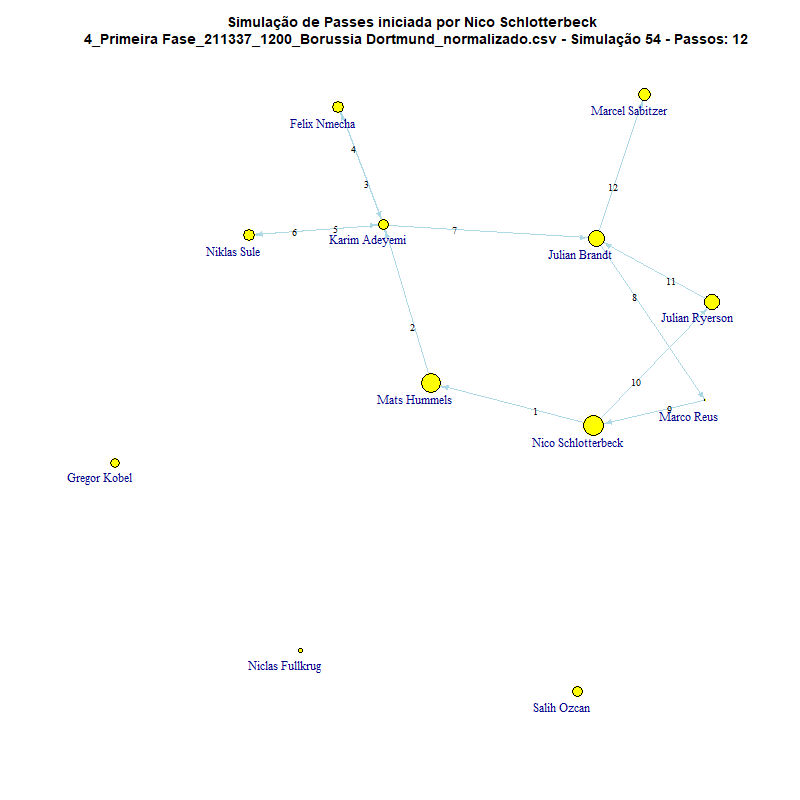 Simulação de Passes iniciada por Nico Schlotterbeck
4_Primeira Fase_211337_1200_Borussia Dortmund_normalizado.csv - Simulação 54 - Passos: 12
Marcel Sabitzer
Felix Nmecha
4
3
12
6
5
7
Karim Adeyemi
Niklas Sule
Julian Brandt
11
8
Julian Ryerson
2
10
Mats Hummels
1
9
Marco Reus
Nico Schlotterbeck
Gregor Kobel
Niclas Fullkrug
Salih Ozcan